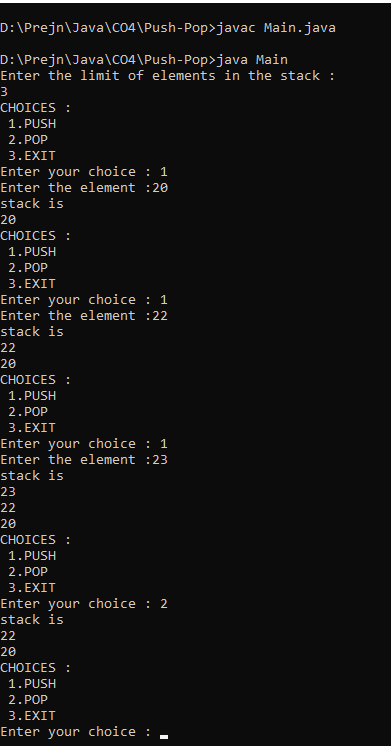 D:\Prejn\Java\CO4\Push-Pop>javac Main.java
D:\Prejn\Java\CO4\Push-Pop>java Main
Enter the limit of elements in the stack :
3
CHOICES :
 1.PUSH
 2.POP
 3.EXIT
Enter your choice : 1
Enter the element :20
stack is
20
CHOICES :
 1.PUSH
 2.POP
 3.EXIT
Enter your choice : 1
Enter the element :22
stack is
22
20
CHOICES :
 1.PUSH
 2.POP
 3.EXIT
Enter your choice : 1
Enter the element :23
stack is
23
22
20
CHOICES :
 1.PUSH
 2.POP
 3.EXIT
Enter your choice : 2
stack is
22
20
CHOICES :
 1.PUSH
 2.POP
 3.EXIT
Enter your choice :